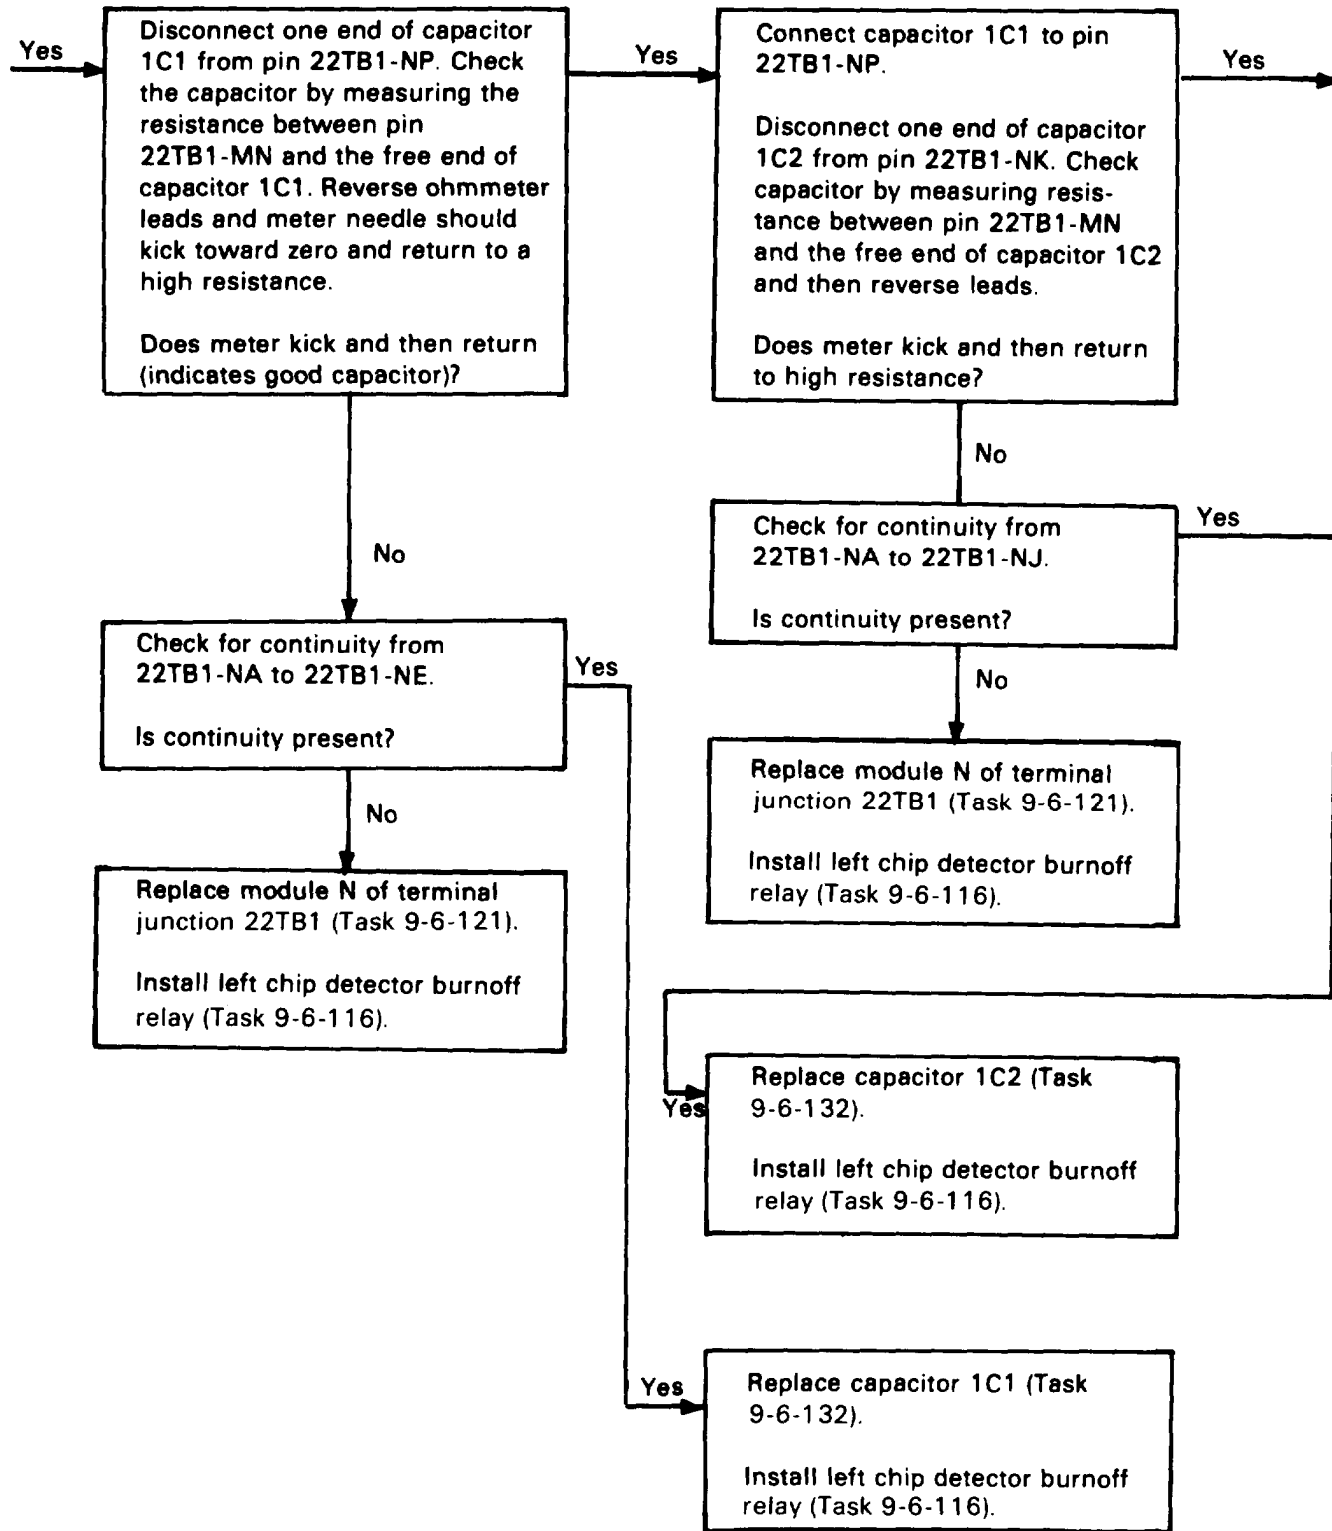 Yes
Disconnect one end of capacitor
1C1 from pin 22TB1-NP. Check
the capacitor by measuring the
resistance between pin
22TB1-MN and the free end of
capacitor 1C1. Reverse ohmmeter
leads and meter needle should
kick toward zero and return to a
high resistance.
Does meter kick and then return
(indicates good capacitor)?
Yes
Connect capacitor 1C1 to pin
22TB1-NP.
Disconnect one end of capacitor
1C2 from pin 22TB1-NK. Check
capacitor by measuring resis-
tance between pin 22TB1-MN
and the free end of capacitor 1C2
and then reverse leads.
Does meter kick and then return
to high resistance?
Yes
No
No
Check for continuity from
22TB1-NA to 22TB1-NJ.
Is continuity present?
Yes
Check for continuity from
22TB1-NA to 22TB1-NE.
Is continuity present?
Yes
No
No
Replace module N of terminal
junction 22TB1 (Task 9-6-121).
Install left chip detector burnoff
relay (Task 9-6-116).
Replace module N of terminal
junction 22TB1 (Task 9-6-121).
Install left chip detector burnoff
relay (Task 9-6-116).
Yes
Replace capacitor 1C2 (Task
9-6-132).
Install left chip detector burnoff
relay (Task 9-6-116).
Yes
Replace capacitor 1C1 (Task
9-6-132).
Install left chip detector burnoff
relay (Task 9-6-116).